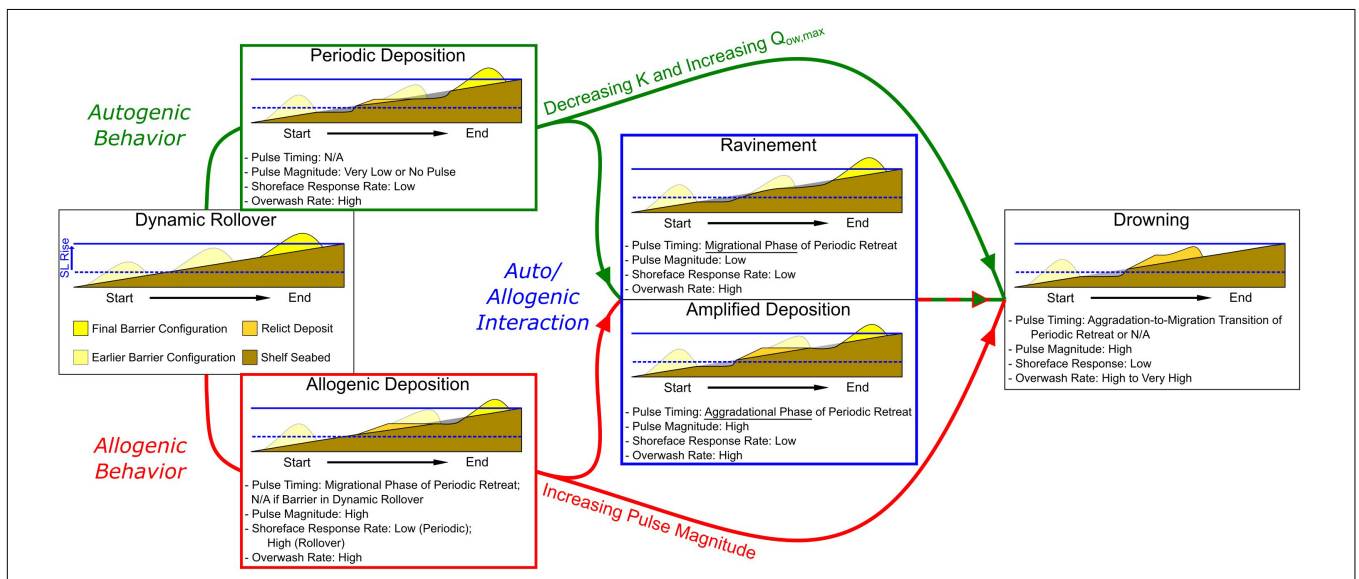 Periodic Deposition
Start
End
- Pulse Timing: N/A
- Pulse Magnitude: Very Low or No Pulse
- Shoreface Response Rate: Low
- Overwash Rate: High
Autogenic
Behavior
Decreasing K and Increasing Qow,max
Dynamic Rollover
SL Rise
Start
End
Final Barrier Configuration
Relict Deposit
Earlier Barrier Configuration
Shelf Seabed
Allogenic
Behavior
Allogenic Deposition
Start
End
- Pulse Timing: Migrational Phase of Periodic Retreat;
N/A if Barrier in Dynamic Rollover
- Pulse Magnitude: High
- Shoreface Response Rate: Low (Periodic);
High (Rollover)
- Overwash Rate: High
Auto/
Allogenic
Interaction
Ravinement
Start
End
- Pulse Timing: Migrational Phase of Periodic Retreat
- Pulse Magnitude: Low
- Shoreface Response Rate: Low
- Overwash Rate: High
Amplified Deposition
Start
End
- Pulse Timing: Aggradational Phase of Periodic Retreat
- Pulse Magnitude: High
- Shoreface Response Rate: Low
- Overwash Rate: High
Increasing Pulse Magnitude
Drowning
Start
End
- Pulse Timing: Aggradation-to-Migration Transition of
Periodic Retreat or N/A
- Pulse Magnitude: High
- Shoreface Response: Low
- Overwash Rate: High to Very High